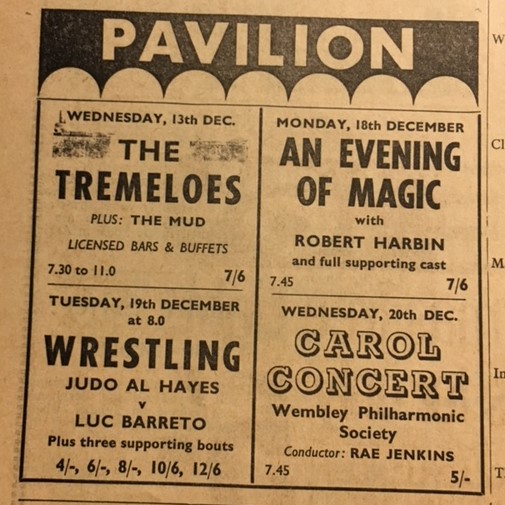 PAVILION
WEDNESDAY, 13th DEC.
THE
TREMELOES
PLUS: THE MUD
LICENSED BARS & BUFFETS
7.30 to 11.0 7/6
MONDAY, 18th DECEMBER
AN EVENING
OF MAGIC
with
ROBERT HARBIN
and full supporting cast
7.45 7/6
TUESDAY, 19th DECEMBER
at 8.0
WRESTLING
JUDO AL HAYES
v
LUC BARRETO
Plus three supporting bouts
4/-, 6/-, 8/-, 10/6, 12/6
WEDNESDAY, 20th DEC.
CAROL
CONCERT
Wembley Philharmonic
Society
Conductor: RAE JENKINS
7.45 5/-